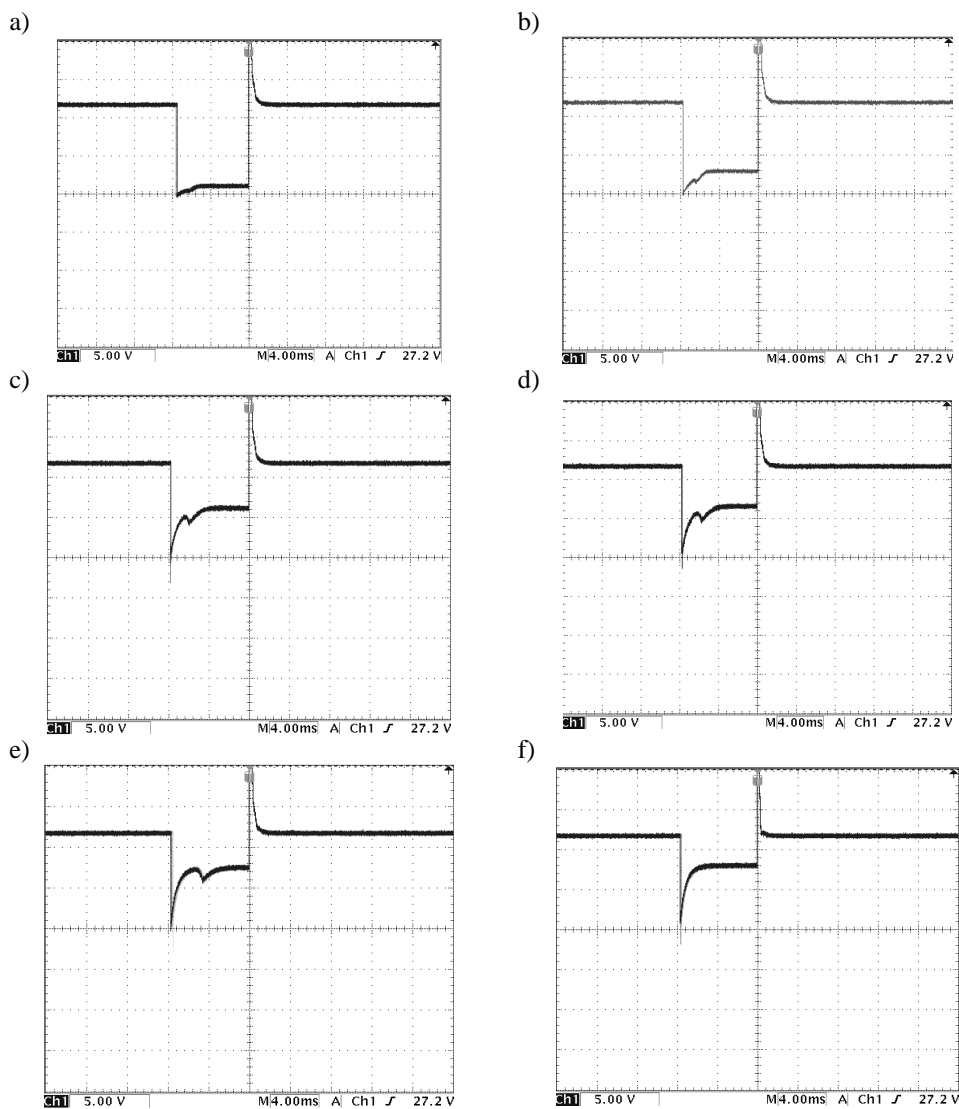 a) b)
Ch1 5.00 V M 4.00ms A Ch1 ƒ 27.2 V Ch1 5.00 V M 4.00ms A Ch1 ƒ 27.2 V
c) d)
Ch1 5.00 V M 4.00ms A Ch1 ƒ 27.2 V Ch1 5.00 V M 4.00ms A Ch1 ƒ 27.2 V
e) f)
Ch1 5.00 V M 4.00ms A Ch1 ƒ 27.2 V Ch1 5.00 V M 4.00ms A Ch1 ƒ 27.2 V